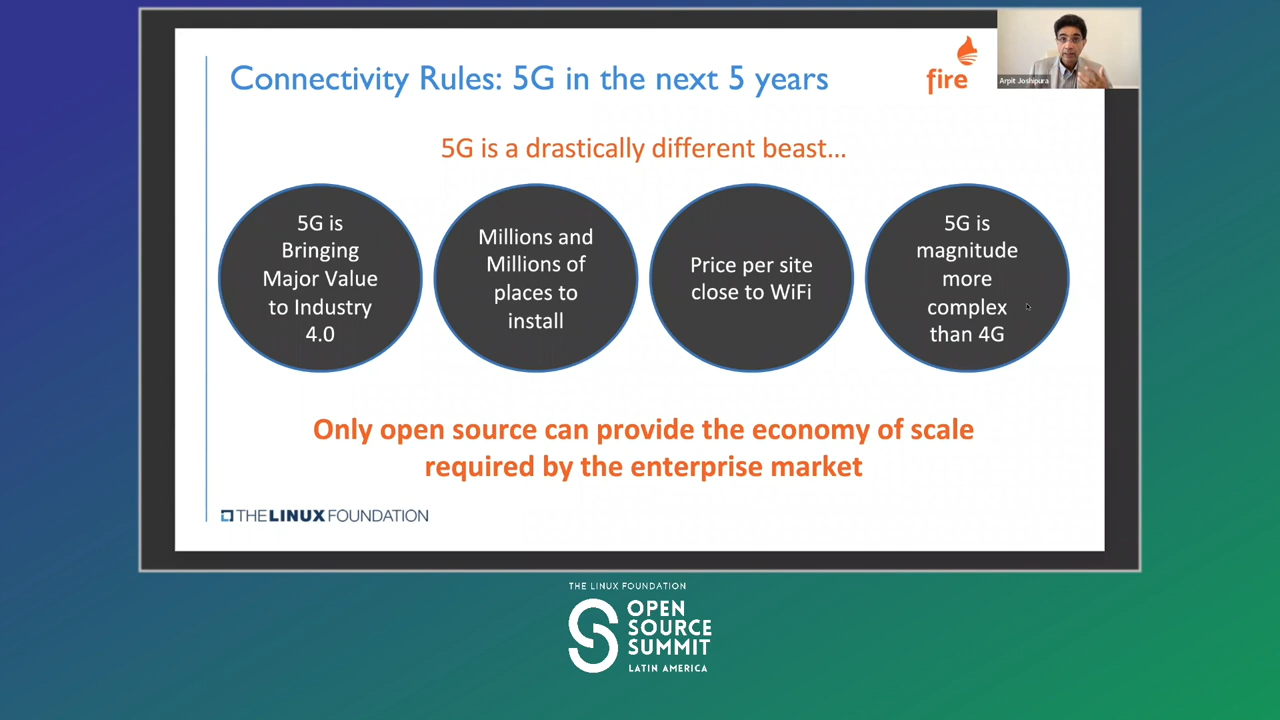 Connectivity Rules: 5G in the next 5 years
fire
Arpit Joshipura
5G is a drastically different beast...
5G is
Bringing
Major Value
to Industry
4.0
Millions and
Millions of
places to
install
Price per site
close to WiFi
5G is
magnitude
more
complex
than 4G
Only open source can provide the economy of scale
required by the enterprise market
THE LINUX FOUNDATION
THE LINUX FOUNDATION
OPEN
SOURCE
SUMMIT
LATIN AMERICA